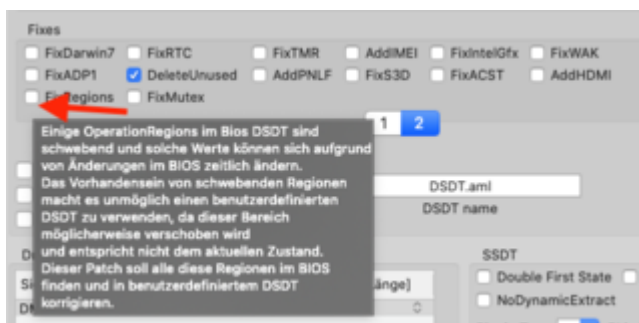 Fixes
FixDarwin7 FixRTC FixTMR AddIMEI FixIntelGfx FixWAK
FixADP1 DeleteUnused AddPNLF FixS3D FixACST AddHDMI
FixRegions FixMutex
1 2
Einige OperationRegions im Bios DSDT sind
schwebend und solche Werte können sich aufgrund
von Änderungen im BIOS zeitlich ändern.
Das Vorhandensein von schwebenden Regionen
macht es unmöglich einen benutzerdefinierten
DSDT zu verwenden, da dieser Bereich
möglicherweise verschoben wird
und entspricht nicht dem aktuellen Zustand.
Dieser Patch soll alle diese Regionen im BIOS
finden und in benutzerdefiniertem DSDT
korrigieren.
DSDT.aml
DSDT name
SSDT
Double First State
NoDynamicExtract
änge]